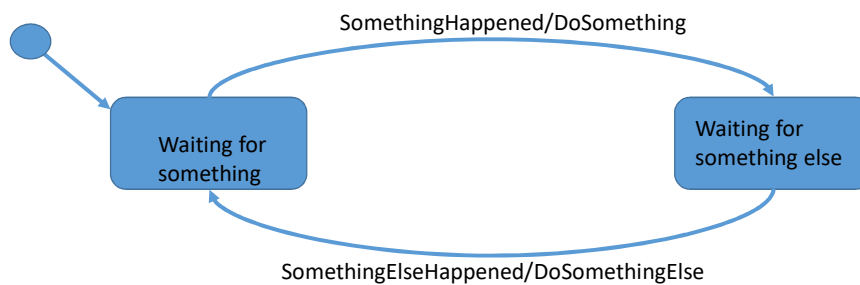 SomethingHappened/DoSomething
Waiting for
something
Waiting for
something else
SomethingElseHappened/DoSomethingElse